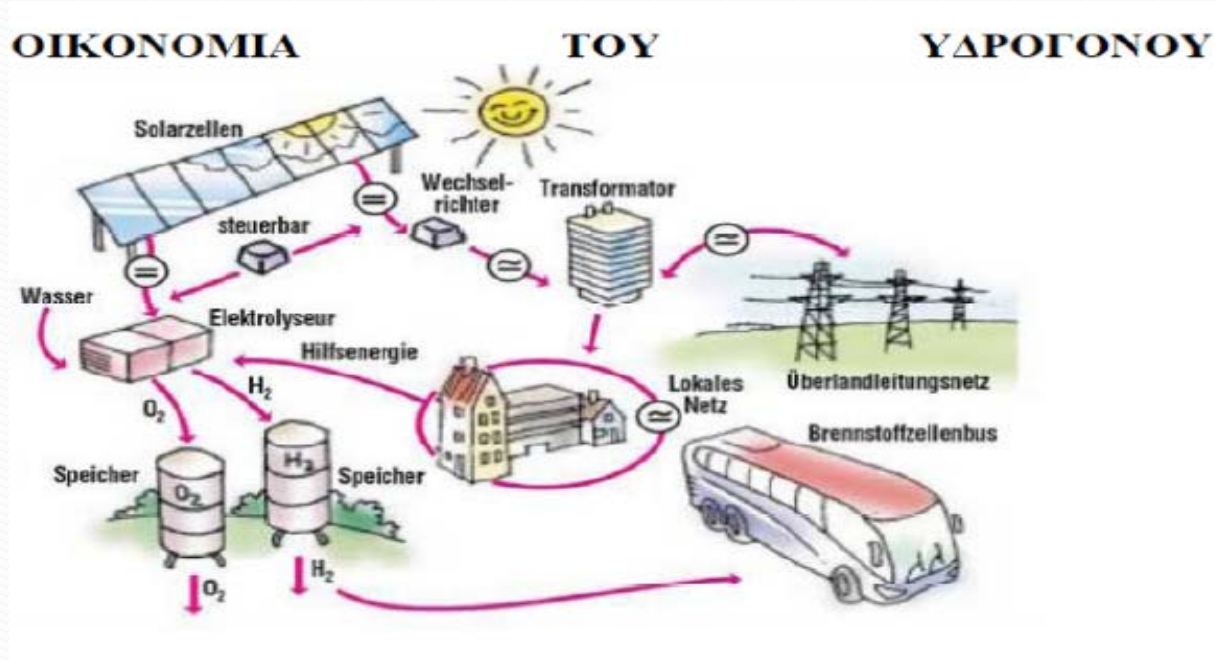 ΟΙΚΟΝΟΜΙΑ ΤΟΥ ΥΔΡΟΓΟΝΟΥ
Solarzellen
Wechsel-
richter
Transformator
steuerbar
=
=
≃
≃
Wasser
Elektrolyseur
Hilfsenergie
H₂
O₂
Lokales
Netz
≃
Überlandleitungsnetz
Brennstoffzellenbus
Speicher
O₂
H₂
Speicher
O₂
H₂